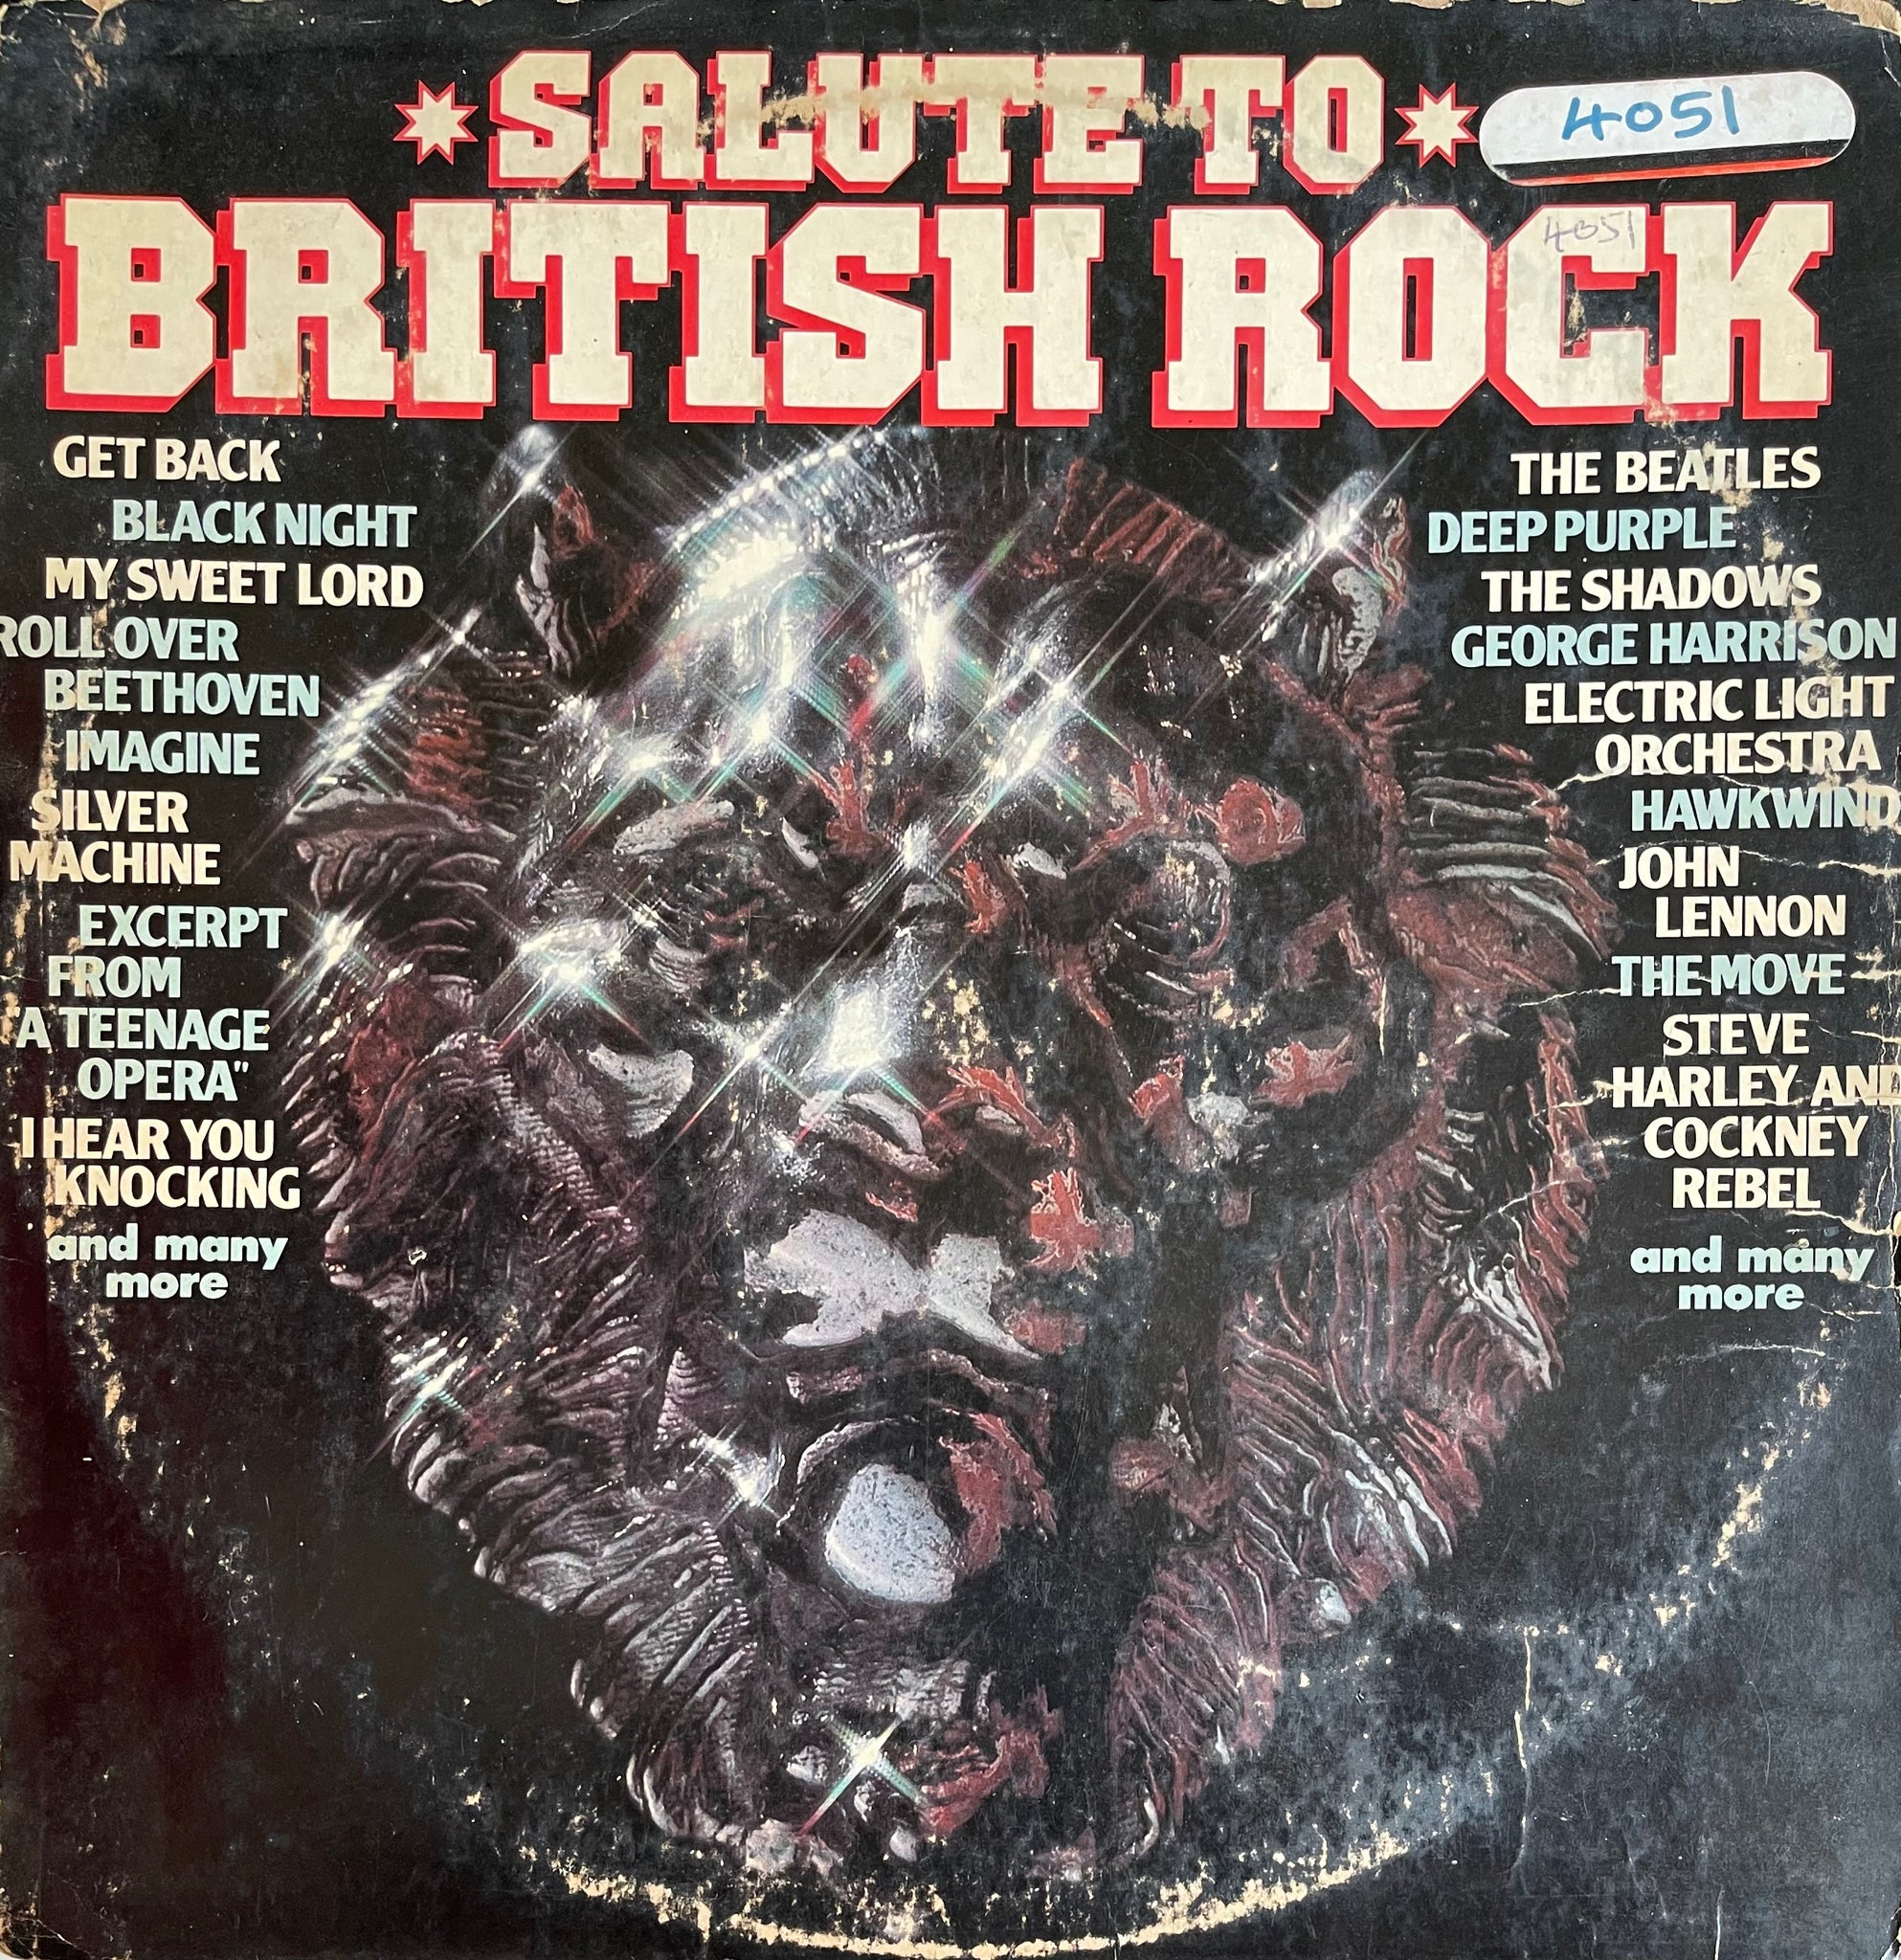 SALUTE TO
4051
BRITISH ROCK
4051
GET BACK
BLACK NIGHT
MY SWEET LORD
ROLL OVER
BEETHOVEN
IMAGINE
SILVER
MACHINE
EXCERPT
FROM
A TEENAGE
OPERA"
I HEAR YOU
KNOCKING
and many
more
THE BEATLES
DEEP PURPLE
THE SHADOWS
GEORGE HARRISON
ELECTRIC LIGHT
ORCHESTRA
HAWKWIND
JOHN
LENNON
THE MOVE
STEVE
HARLEY AND
COCKNEY
REBEL
and many
more